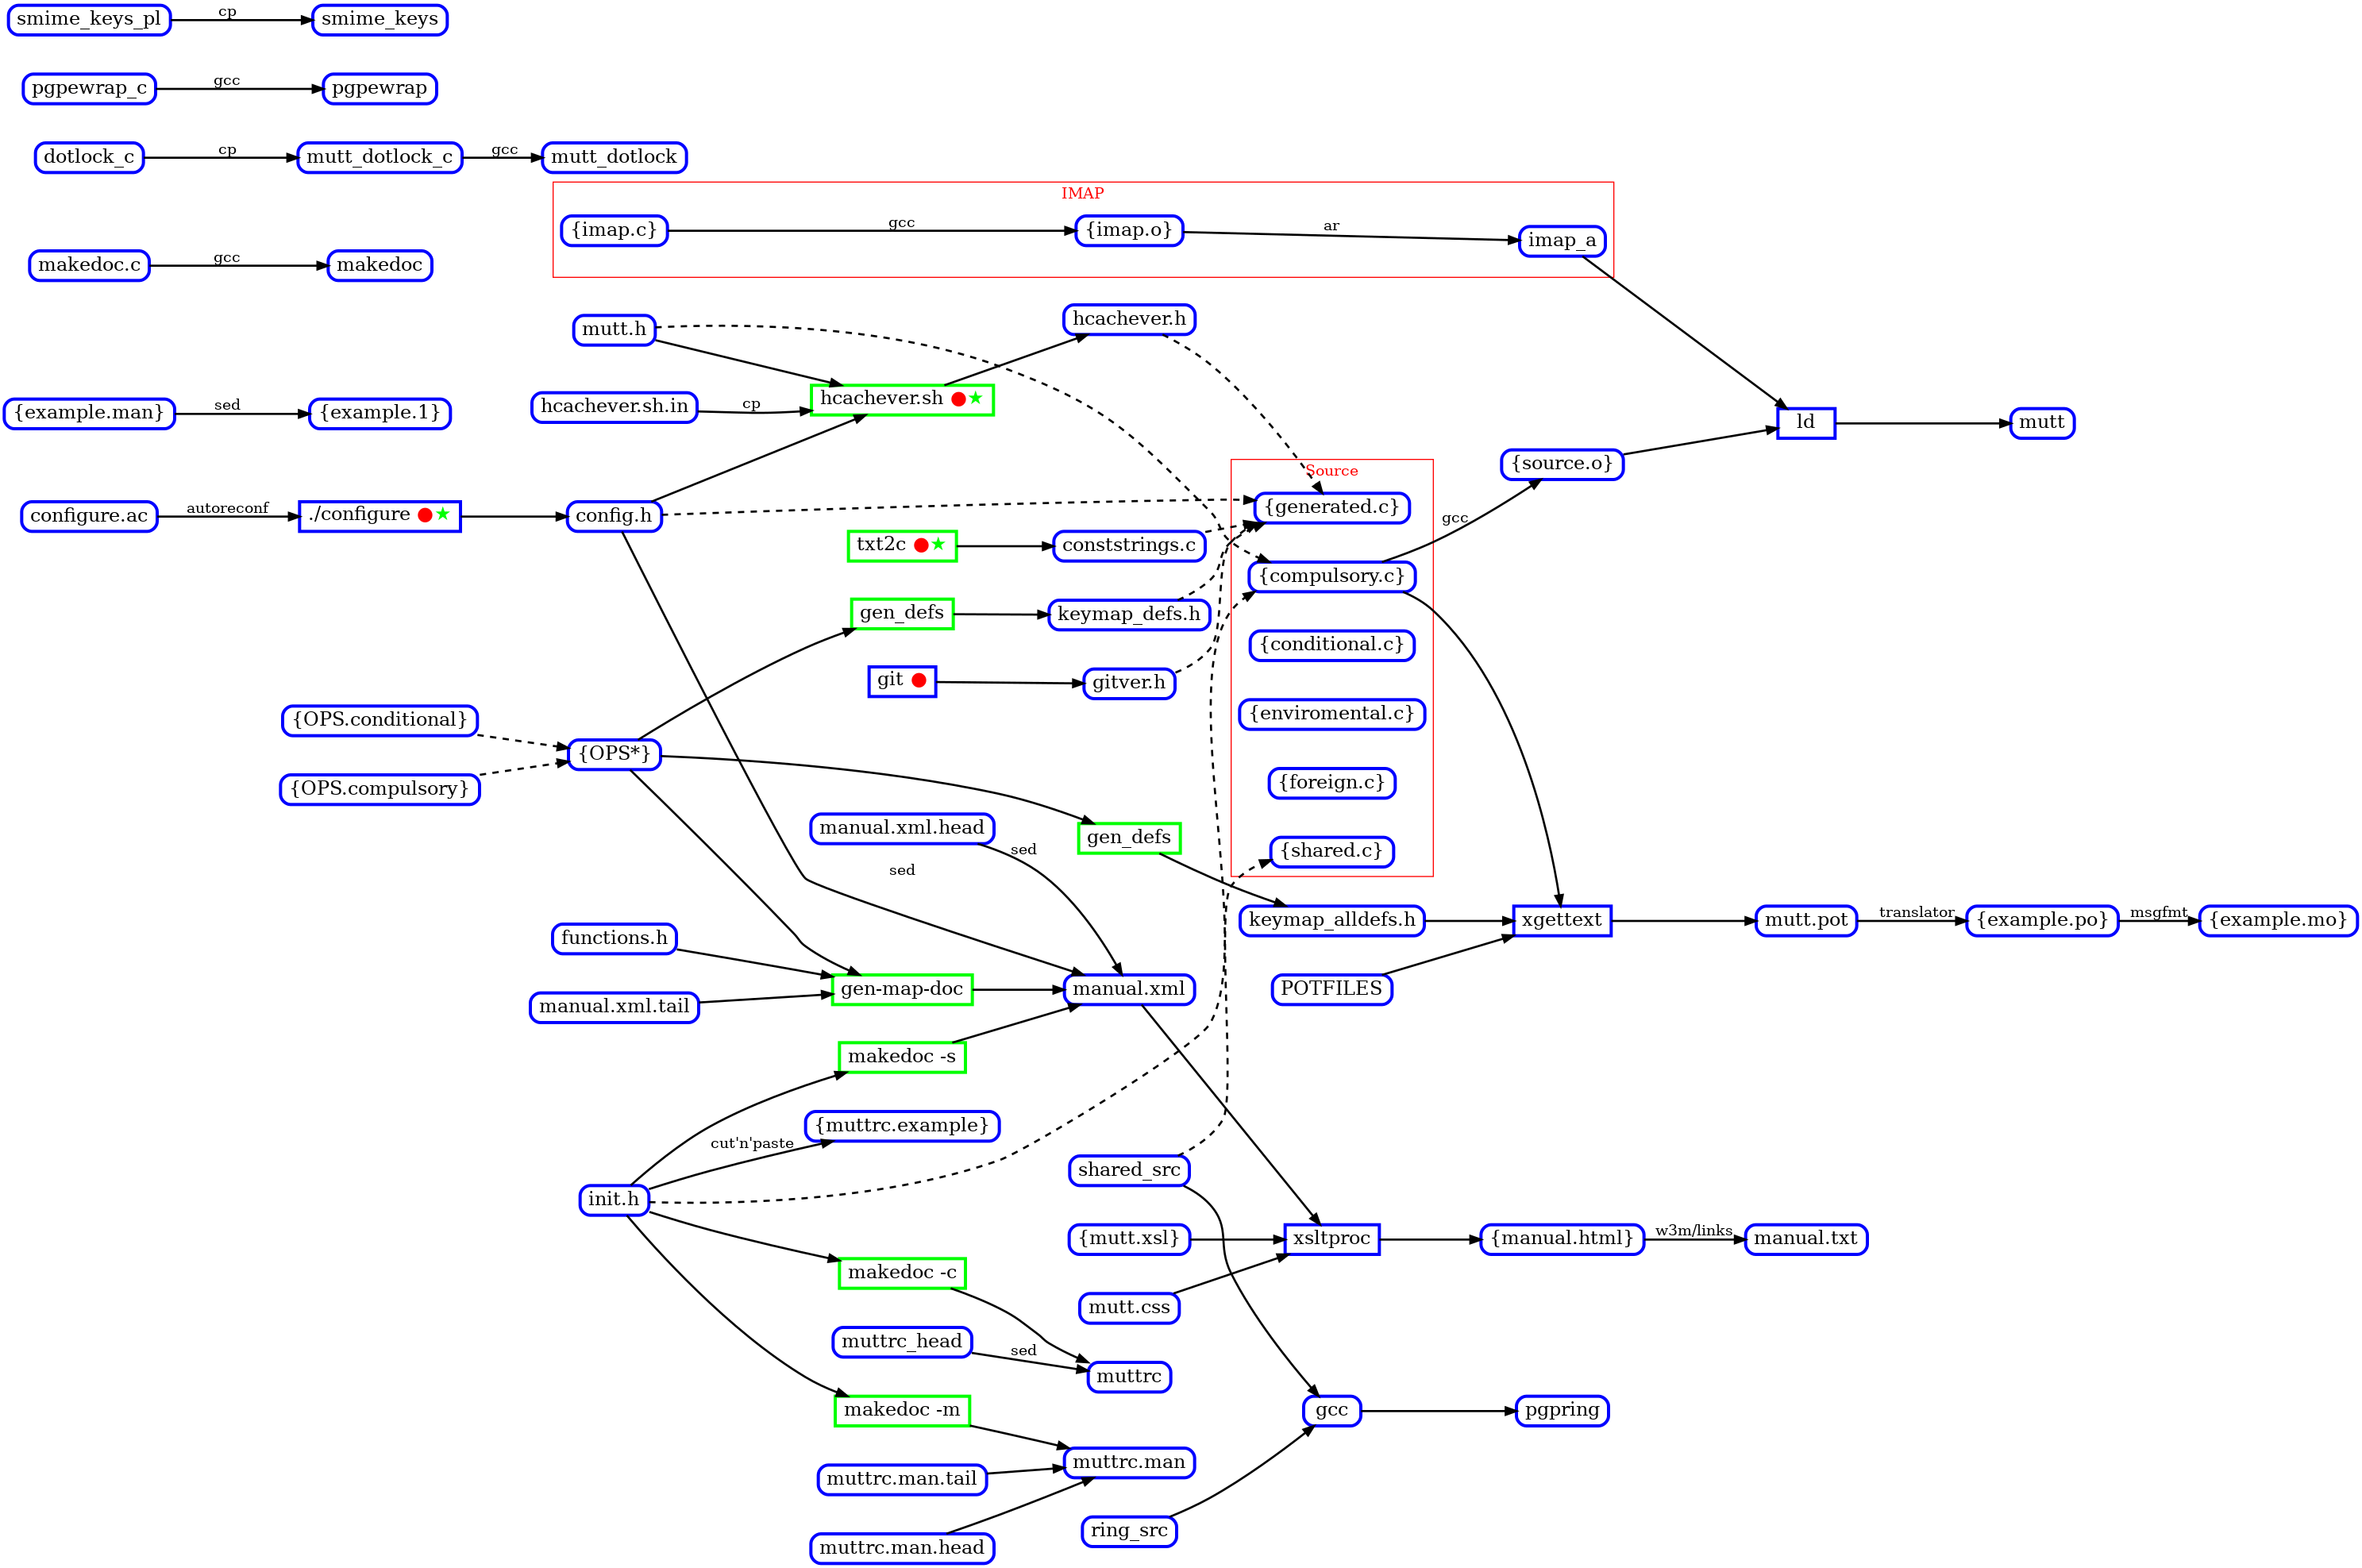 smime_keys_pl cp smime_keys
pgpewrap_c gcc pgpewrap
dotlock_c cp mutt_dotlock_c gcc mutt_dotlock
IMAP
{imap.c} gcc {imap.o} ar imap_a
makedoc.c gcc makedoc
mutt.h hcachever.h
{example.man} sed {example.1} hcachever.sh.in cp hcachever.sh ●★ ld mutt
{source.o}
Source
configure.ac autoreconf ./configure ●★ config.h {generated.c} gcc
txt2c ●★ conststrings.c
{compulsory.c}
gen_defs keymap_defs.h
{conditional.c}
git ● gitver.h
{OPS.conditional} {enviromental.c}
{OPS*}
{OPS.compulsory} {foreign.c}
manual.xml.head sed gen_defs
{shared.c}
sed
functions.h keymap_alldefs.h xgettext mutt.pot translator {example.po} msgfmt {example.mo}
gen-map-doc manual.xml POTFILES
manual.xml.tail
makedoc -s
{muttrc.example}
cut'n'paste
shared_src
init.h
{mutt.xsl} xsltproc {manual.html} w3m/links manual.txt
makedoc -c
mutt.css
muttrc_head sed
muttrc
makedoc -m gcc pgpring
muttrc.man
muttrc.man.tail
ring_src
muttrc.man.head